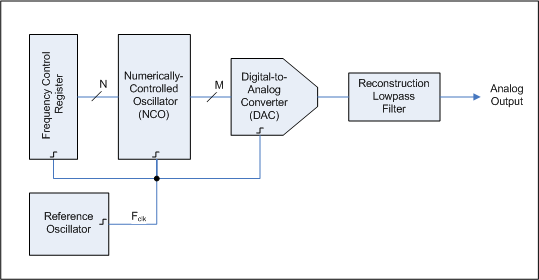 Frequency Control
Register
N
Numerically-
Controlled
Oscillator
(NCO)
M
Digital-to-
Analog
Converter
(DAC)
Reconstruction
Lowpass
Filter
Analog
Output
Reference
Oscillator
Fclk